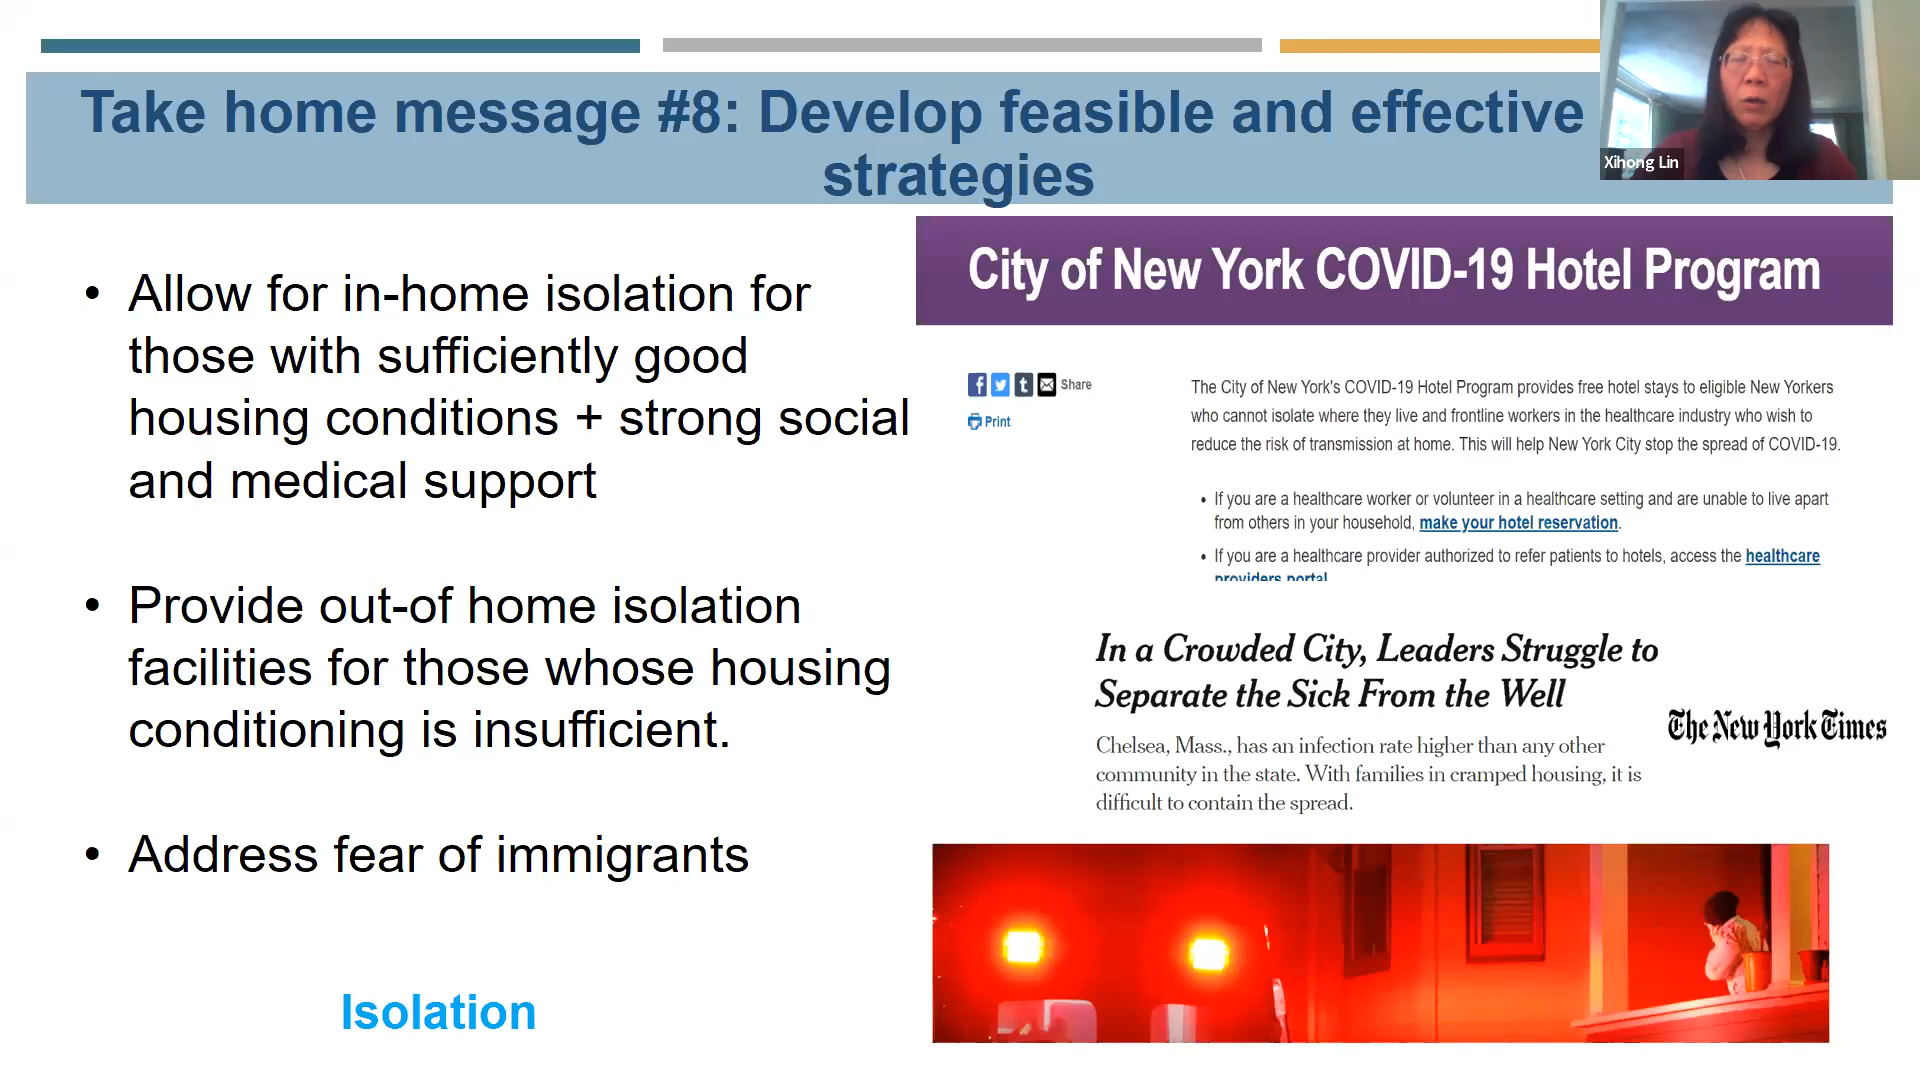 Take home message #8: Develop feasible and effective
strategies
Xihong Lin
• Allow for in-home isolation for
those with sufficiently good
housing conditions + strong social
and medical support
• Provide out-of home isolation
facilities for those whose housing
conditioning is insufficient.
• Address fear of immigrants
Isolation
City of New York COVID-19 Hotel Program
Share
Print
The City of New York's COVID-19 Hotel Program provides free hotel stays to eligible New Yorkers
who cannot isolate where they live and frontline workers in the healthcare industry who wish to
reduce the risk of transmission at home. This will help New York City stop the spread of COVID-19.
• If you are a healthcare worker or volunteer in a healthcare setting and are unable to live apart
from others in your household, make your hotel reservation.
• If you are a healthcare provider authorized to refer patients to hotels, access the healthcare
providers portal
In a Crowded City, Leaders Struggle to
Separate the Sick From the Well
The New York Times
Chelsea, Mass., has an infection rate higher than any other
community in the state. With families in cramped housing, it is
difficult to contain the spread.